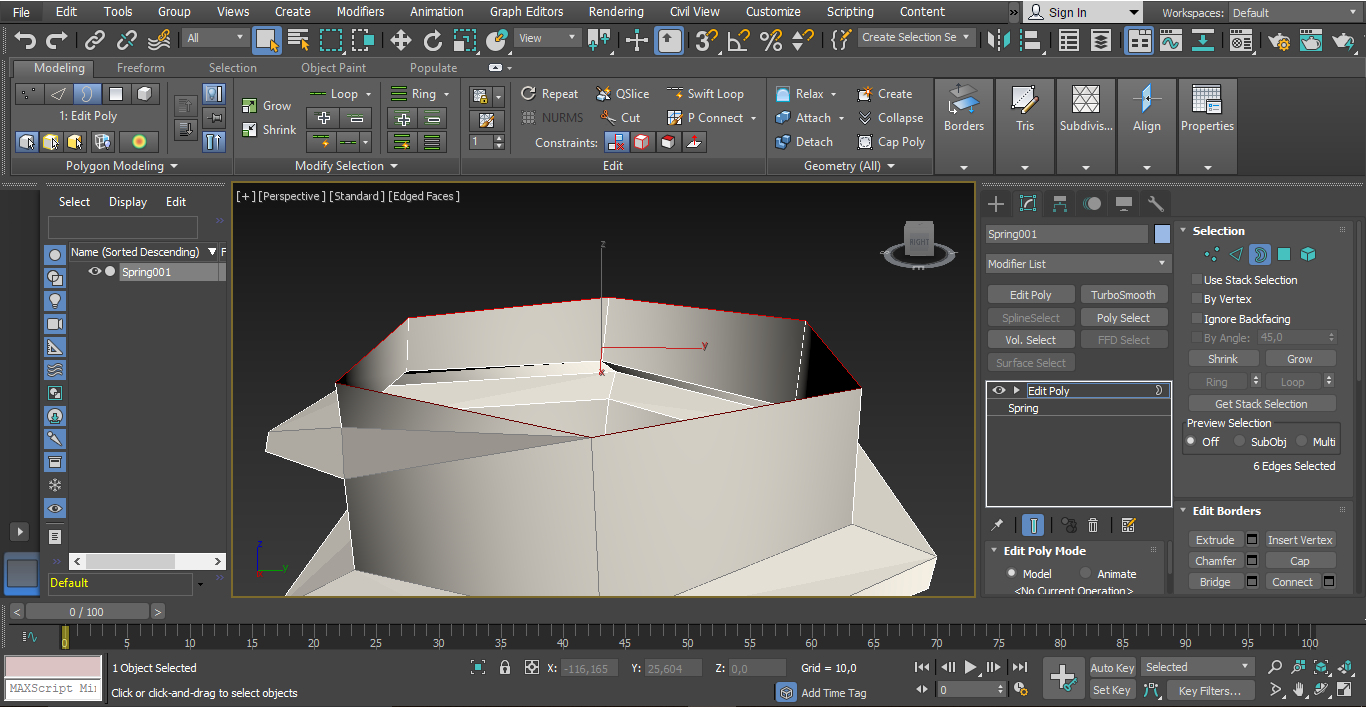 File Edit Tools Group Views Create Modifiers Animation Graph Editors Rendering Civil View Customize Scripting Content » Sign In Workspaces: Default
All View Create Selection Se
Modeling Freeform Selection Object Paint Populate
1: Edit Poly
Polygon Modeling
Grow
Shrink
Loop Ring
Modify Selection
1
Repeat QSlice Swift Loop
NURMS Cut P Connect
Constraints:
Edit
Relax Create
Attach Collapse
Detach Cap Poly
Geometry (All)
Borders Tris Subdivis... Align Properties
Select Display Edit
Name (Sorted Descending) F
Spring001
Default
[+] [Perspective ] [Standard ] [Edged Faces ]
z
y
x
RIGHT
z
y
Spring001
Modifier List
Edit Poly TurboSmooth
SplineSelect Poly Select
Vol. Select FFD Select
Surface Select
Edit Poly
Spring
Edit Poly Mode
Model Animate
<No Current Operation>
Selection
Use Stack Selection
By Vertex
Ignore Backfacing
By Angle: 45,0
Shrink Grow
Ring Loop
Get Stack Selection
Preview Selection
Off SubObj Multi
6 Edges Selected
Edit Borders
Extrude Insert Vertex
Chamfer Cap
Bridge Connect
< 0 / 100 >
0 5 10 15 20 25 30 35 40 45 50 55 60 65 70 75 80 85 90 95 100
MAXScript Mi
1 Object Selected
Click or click-and-drag to select objects
X: -116,165 Y: 25,604 Z: 0,0 Grid = 10,0
Add Time Tag
0
Auto Key Selected
Set Key Key Filters...